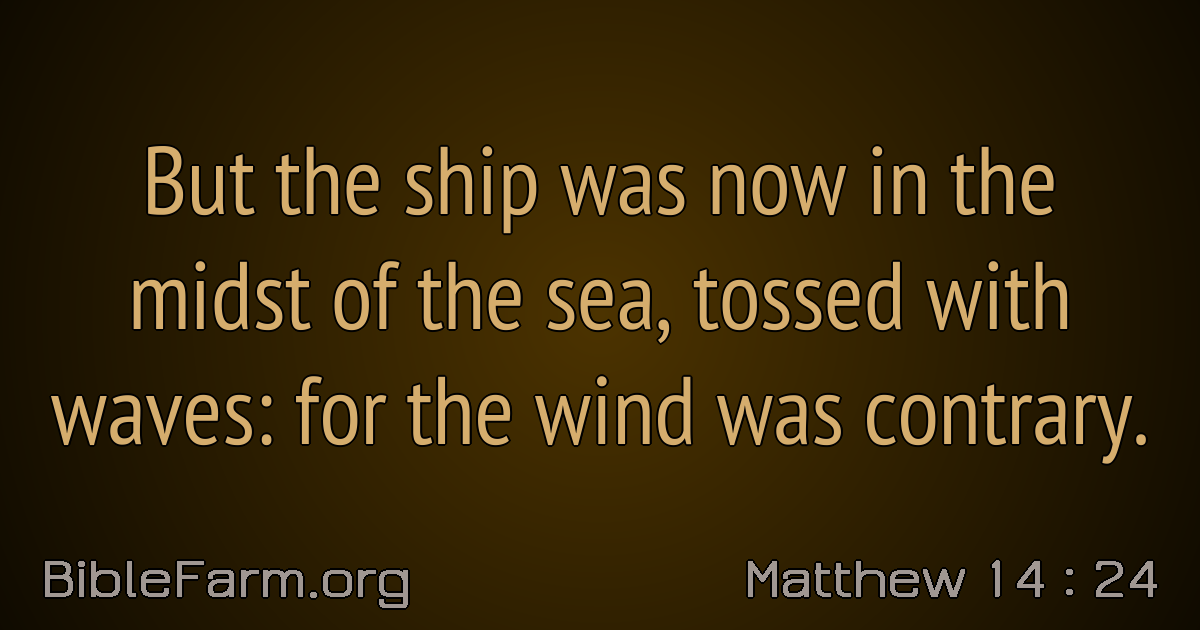 But the ship was now in the
midst of the sea, tossed with
waves: for the wind was contrary.
BibleFarm.org
Matthew 14 : 24